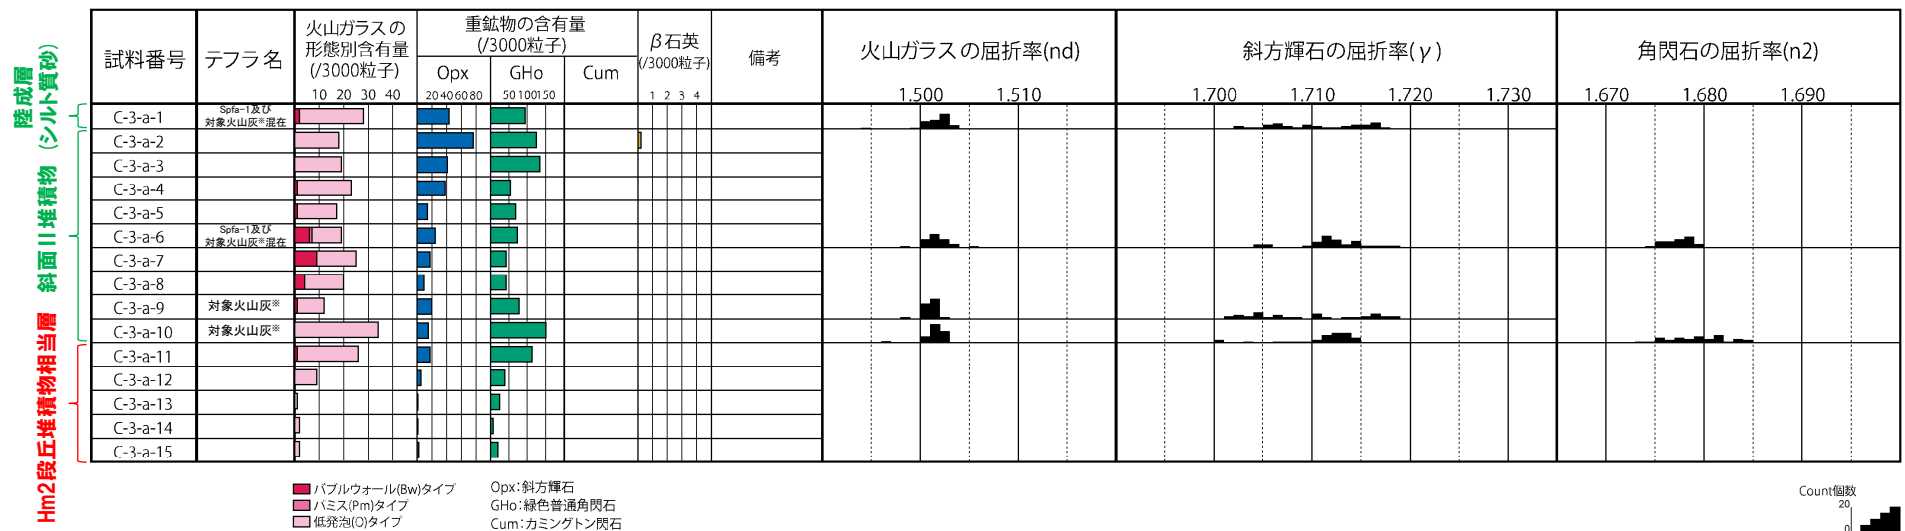 試料番号
テフラ名
火山ガラスの
形態別含有量
(/3000粒子)
10 20 30 40
重鉱物の含有量
(/3000粒子)
Opx GHo Cum
20 40 60 80
50 100 150
β石英
(/3000粒子)
1 2 3 4
備考
火山ガラスの屈折率(nd)
1.500 1.510
斜方輝石の屈折率(γ)
1.700 1.710 1.720 1.730
角閃石の屈折率(n2)
1.670 1.680 1.690
陸成層
(シルト質砂)
斜面II堆積物
Hm2段丘堆積物相当層
C-3-a-1
Spfa-1及び
対象火山灰※混在
C-3-a-2
C-3-a-3
C-3-a-4
C-3-a-5
C-3-a-6
Spfa-1及び
対象火山灰※混在
C-3-a-7
C-3-a-8
C-3-a-9 対象火山灰※
C-3-a-10 対象火山灰※
C-3-a-11
C-3-a-12
C-3-a-13
C-3-a-14
C-3-a-15
バブルウォール(Bw)タイプ
パミス(Pm)タイプ
低発泡(O)タイプ
Opx:斜方輝石
GHo:緑色普通角閃石
Cum:カミングトン閃石
Count個数
20
0